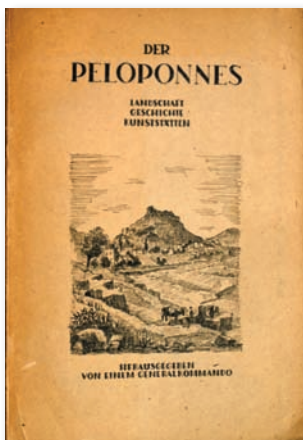 DER
PELOPONNES
LANDSCHAFT
GESCHICHTE
KUNSTSTÄTTEN
HERAUSGEGEBEN
VON EINEM GENERALKOMMANDO